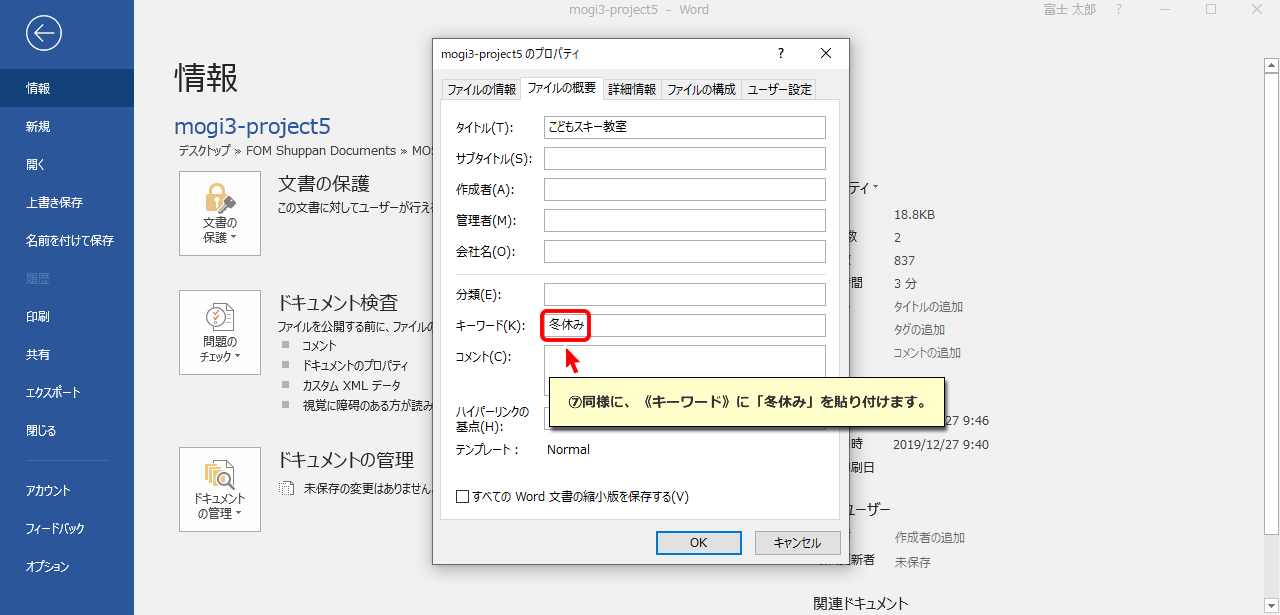 mogi3-project5 - Word
富士 太郎
?
情報
新規
開く
上書き保存
名前を付けて保存
履歴
印刷
共有
エクスポート
閉じる
アカウント
フィードバック
オプション
情報
mogi3-project5
デスクトップ » FOM Shuppan Documents » MO
文書の保護
文書の保護
この文書に対してユーザーが行え
問題のチェック
ドキュメント検査
ファイルを公開する前に、ファイルの
コメント
ドキュメントのプロパティ
カスタム XML データ
視覚に障碍のある方が読み
ドキュメントの管理
ドキュメントの管理
未保存の変更はありません。
mogi3-project5 のプロパティ
?
ファイルの情報
ファイルの概要
詳細情報
ファイルの構成
ユーザー設定
タイトル(T):
こどもスキー教室
サブタイトル(S):
作成者(A):
管理者(M):
会社名(O):
分類(E):
キーワード(K):
冬休み
コメント(C):
⑦同様に、《キーワード》に「冬休み」を貼り付けます。
ハイパーリンクの
基点(H):
テンプレート:
Normal
すべての Word 文書の縮小版を保存する(V)
OK
キャンセル
ティ
18.8KB
数
2
837
間
3 分
タイトルの追加
タグの追加
コメントの追加
27 9:46
時
2019/12/27 9:40
刷日
ユーザー
作成者の追加
新者
未保存
関連ドキュメント